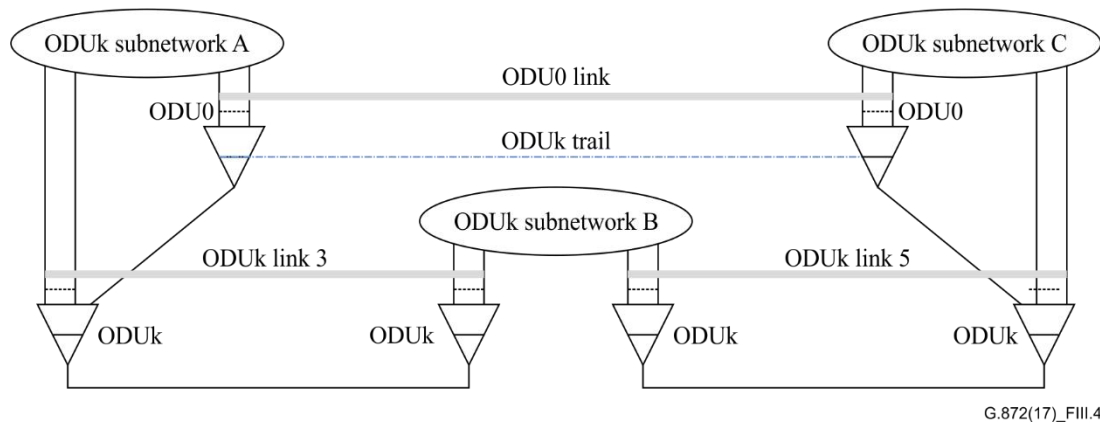 ODUk subnetwork A
ODUk subnetwork C
ODU0 link
ODU0
ODU0
ODUk trail
ODUk subnetwork B
ODUk link 3
ODUk link 5
ODUk
ODUk
ODUk
ODUk
G.872(17)_FIII.4